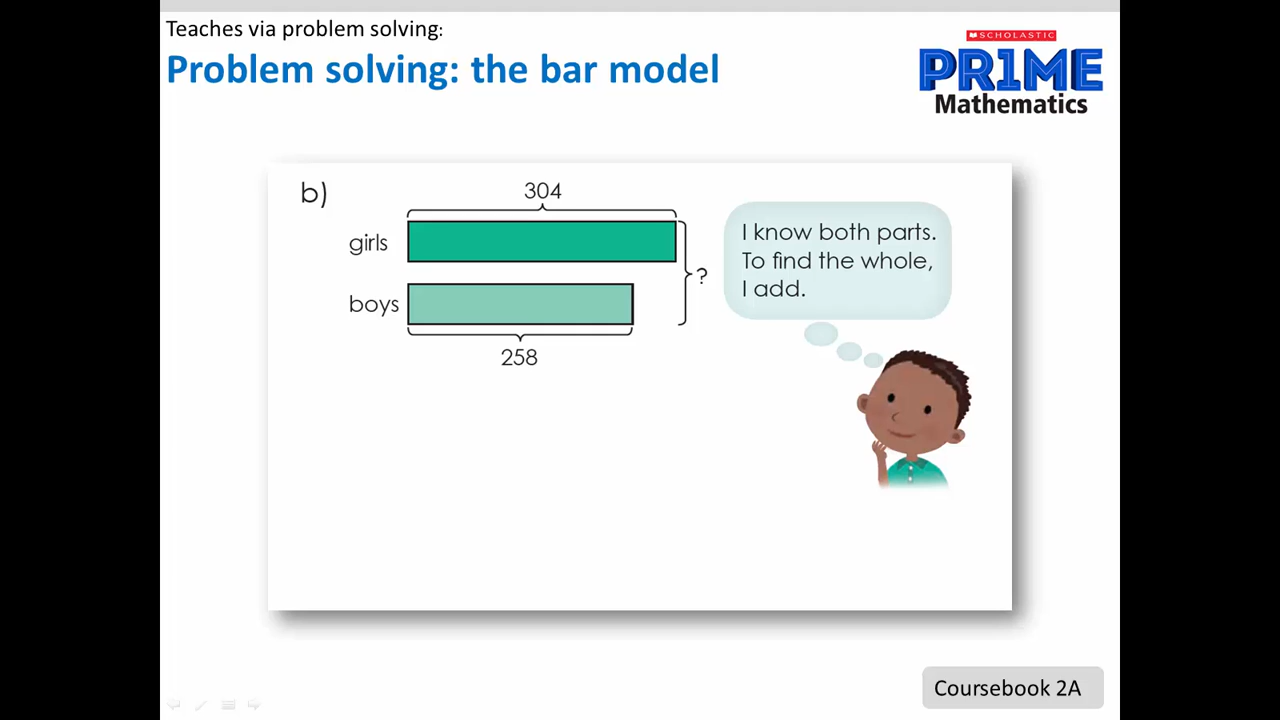 Teaches via problem solving:
Problem solving: the bar model
SCHOLASTIC
PR1ME
Mathematics
b)
304
girls
?
boys
258
I know both parts.
To find the whole,
I add.
Coursebook 2A